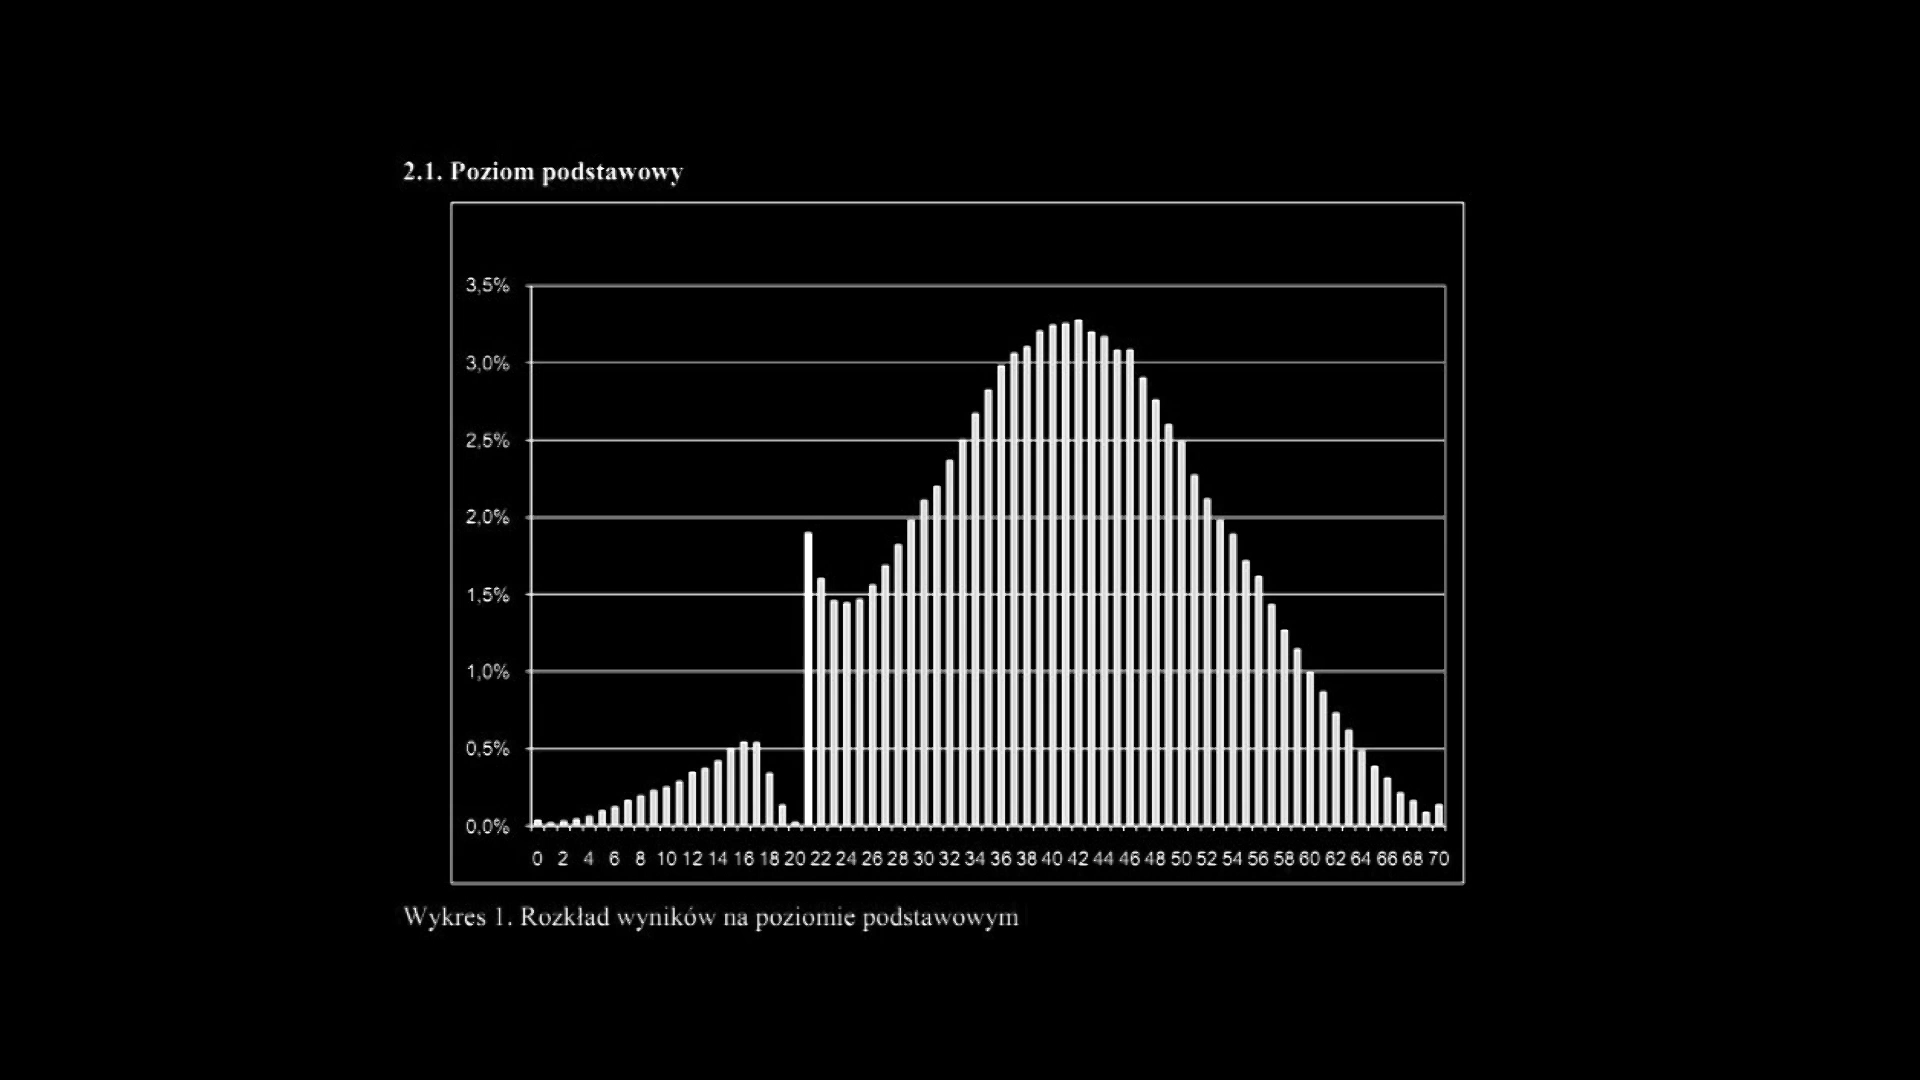 2.1. Poziom podstawowy
3,5%
3,0%
2,5%
2,0%
1,5%
1,0%
0,5%
0,0%
0 2 4 6 8 10 12 14 16 18 20 22 24 26 28 30 32 34 36 38 40 42 44 46 48 50 52 54 56 58 60 62 64 66 68 70
Wykres 1. Rozkład wyników na poziomie podstawowym